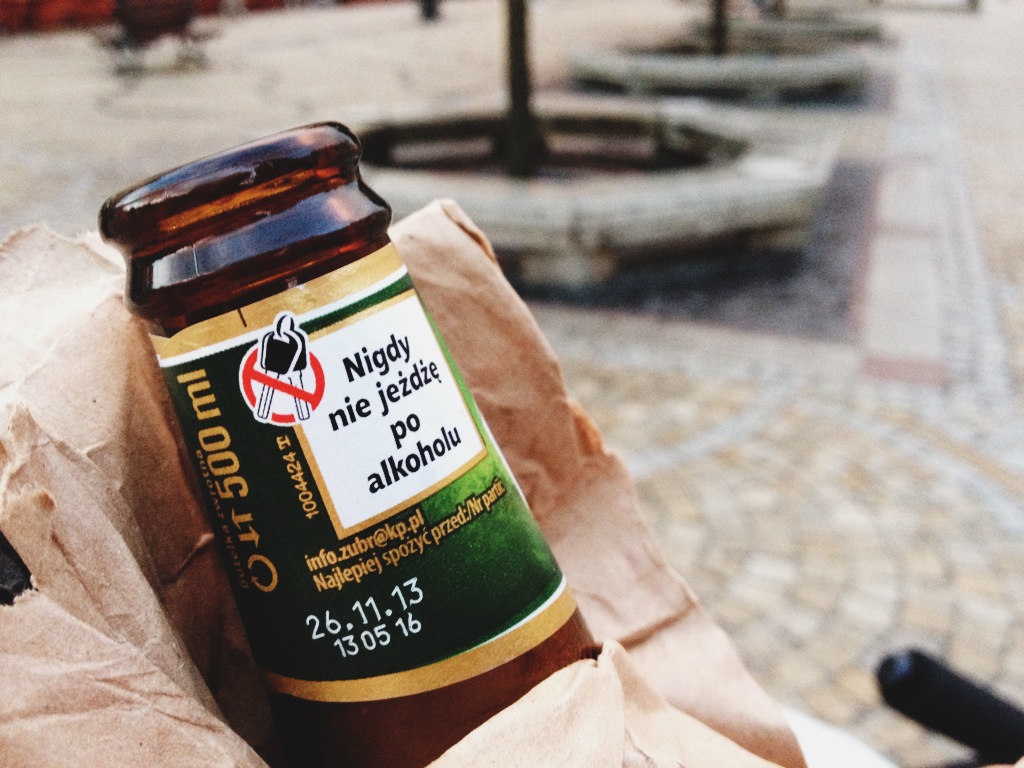 Nigdy
nie jeżdżę
po
alkoholu
500 ml
1004424 II
info.zubr@kp.pl
Najlepiej spożyć przed:/Nr partii:
26.11.13
13 05 16